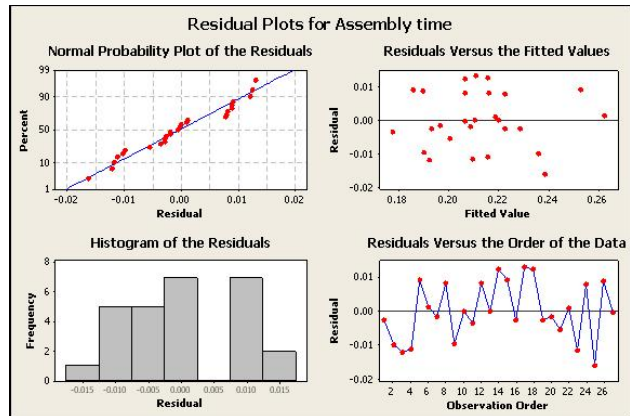 Residual Plots for Assembly time
Normal Probability Plot of the Residuals
99
90
50
10
1
Percent
-0.02 -0.01 0.00 0.01 0.02
Residual
Residuals Versus the Fitted Values
0.01
0.00
-0.01
-0.02
Residual
0.18 0.20 0.22 0.24 0.26
Fitted Value
Histogram of the Residuals
8
6
4
2
0
Frequency
-0.015 -0.010 -0.005 0.000 0.005 0.010 0.015
Residual
Residuals Versus the Order of the Data
0.01
0.00
-0.01
-0.02
Residual
2 4 6 8 10 12 14 16 18 20 22 24 26
Observation Order